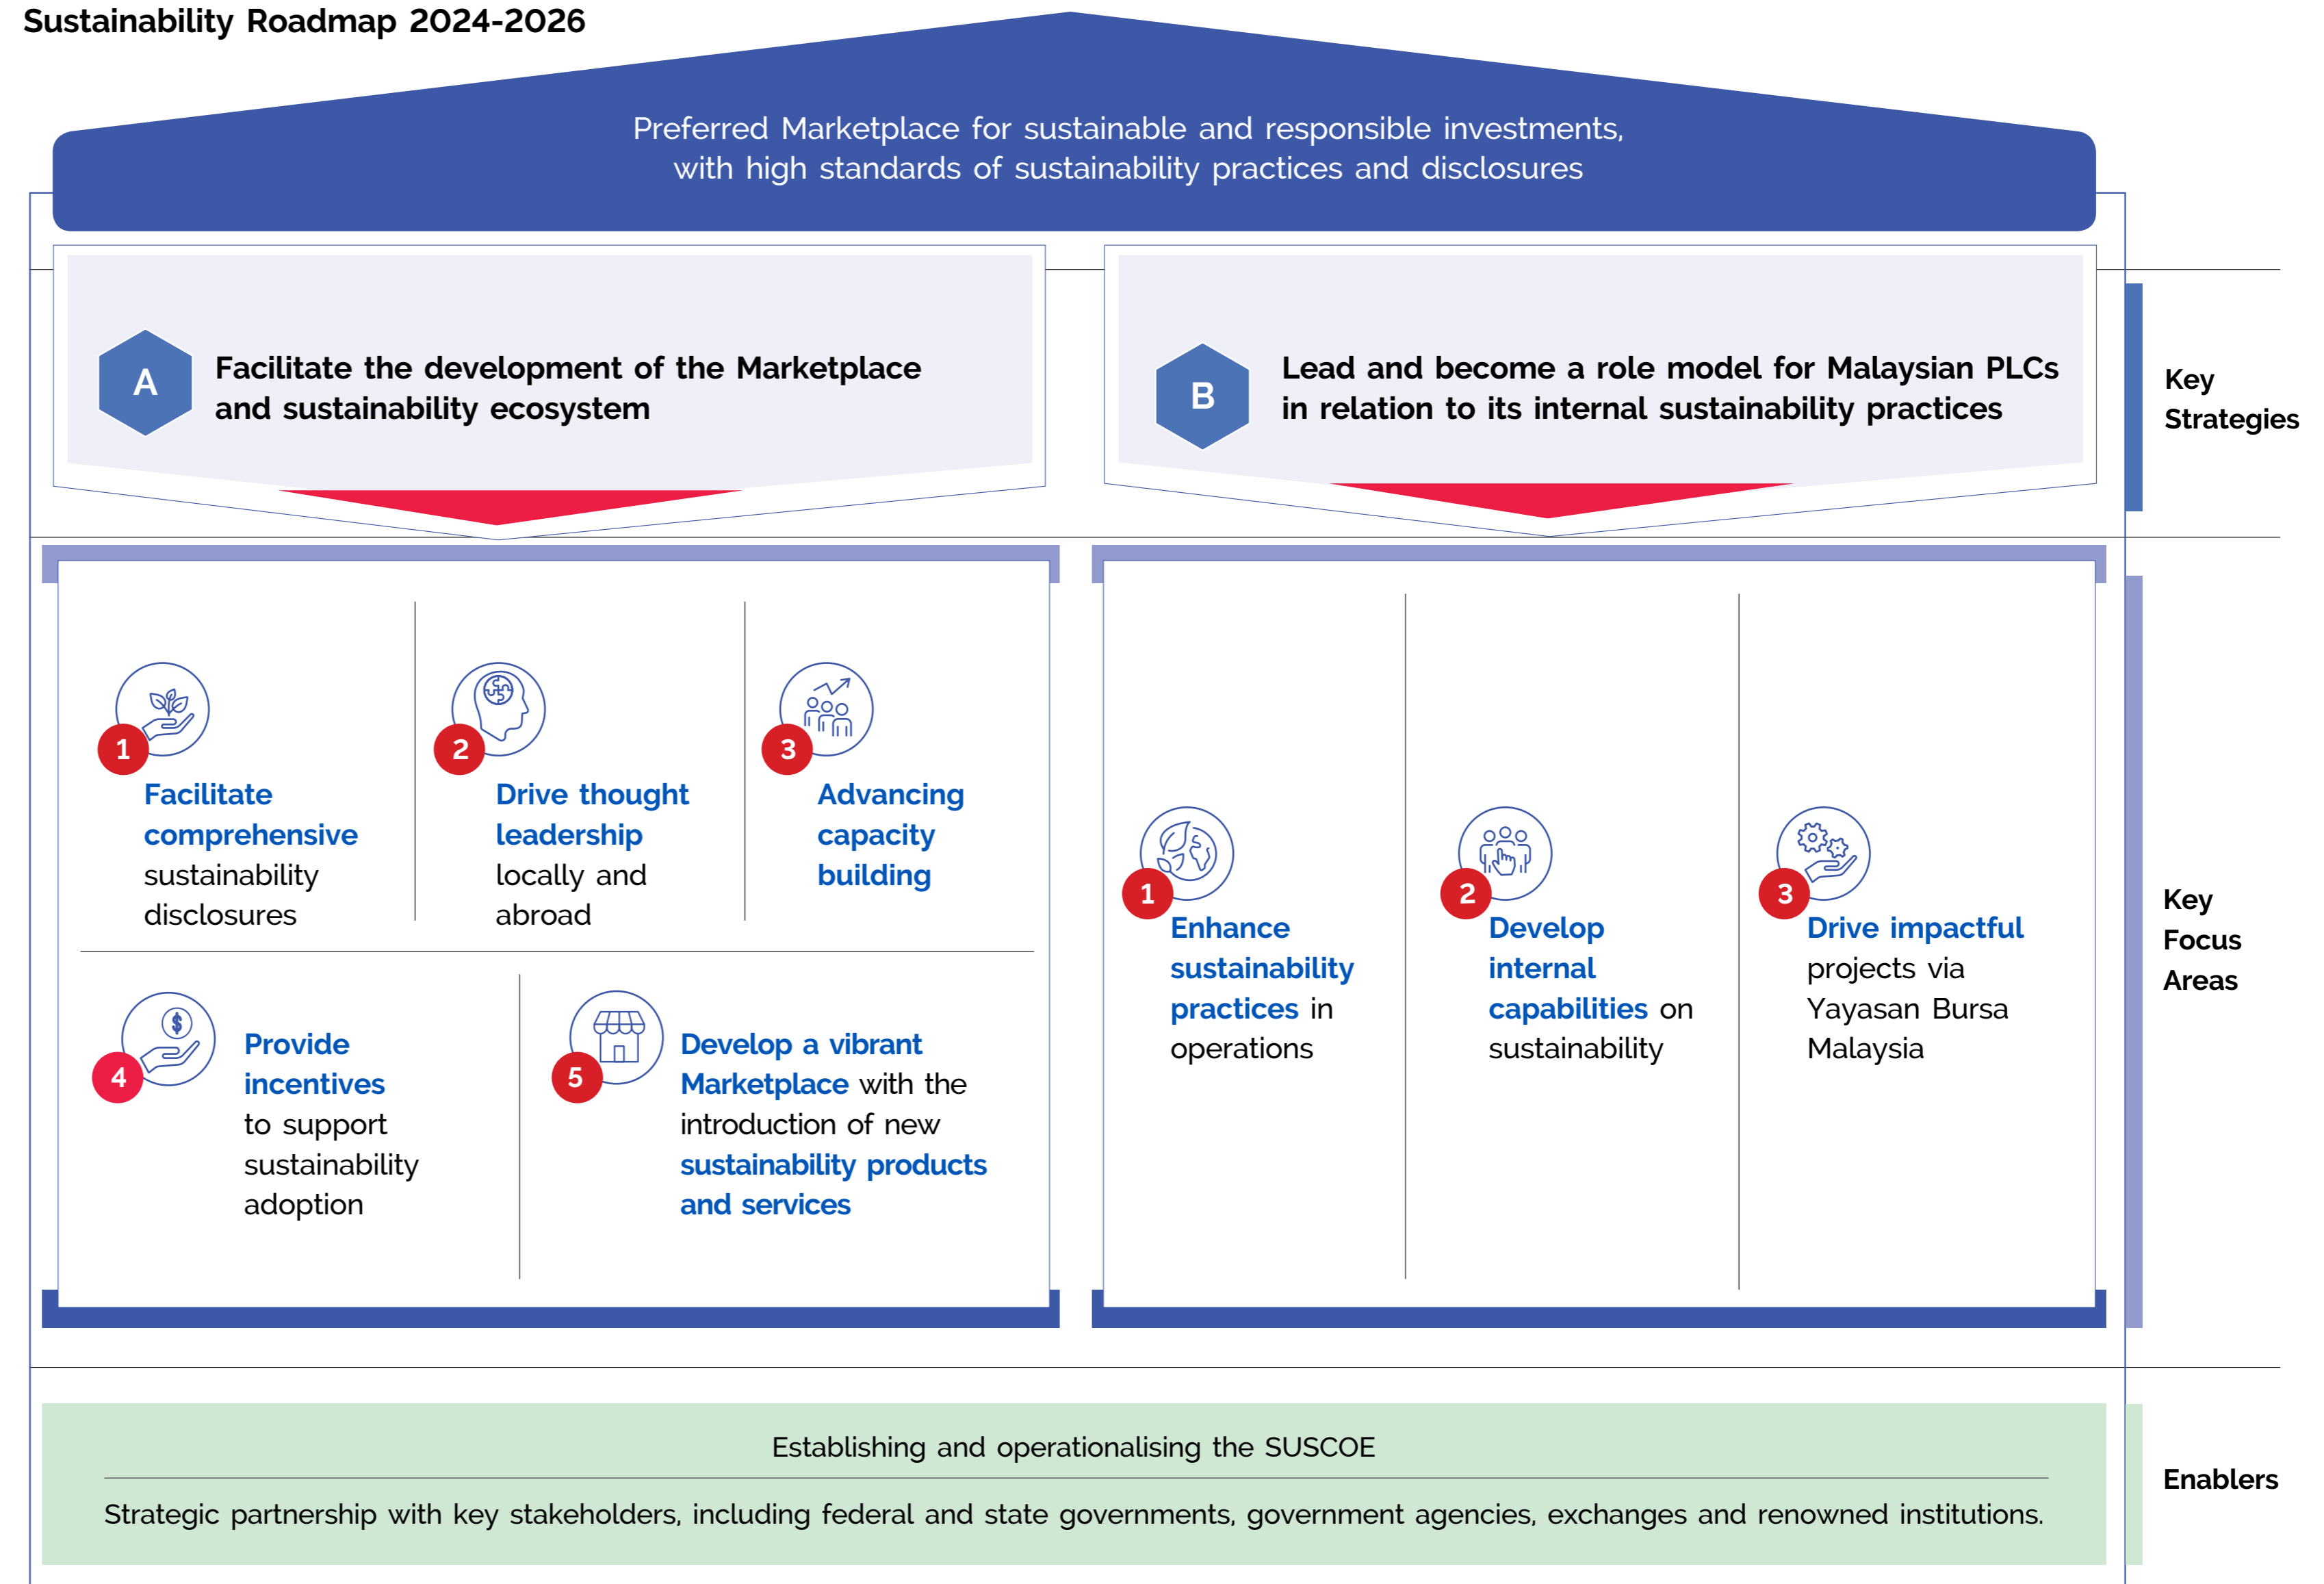 Sustainability Roadmap 2024-2026
Preferred Marketplace for sustainable and responsible investments,
with high standards of sustainability practices and disclosures
A
Facilitate the development of the Marketplace
and sustainability ecosystem
B
Lead and become a role model for Malaysian PLCs
in relation to its internal sustainability practices
Key
Strategies
1
Facilitate
comprehensive
sustainability
disclosures
2
Drive thought
leadership
locally and
abroad
3
Advancing
capacity
building
4
$
Provide
incentives
to support
sustainability
adoption
5
Develop a vibrant
Marketplace with the
introduction of new
sustainability products
and services
1
Enhance
sustainability
practices in
operations
2
Develop
internal
capabilities on
sustainability
3
Drive impactful
projects via
Yayasan Bursa
Malaysia
Key
Focus
Areas
Establishing and operationalising the SUSCOE
Strategic partnership with key stakeholders, including federal and state governments, government agencies, exchanges and renowned institutions.
Enablers